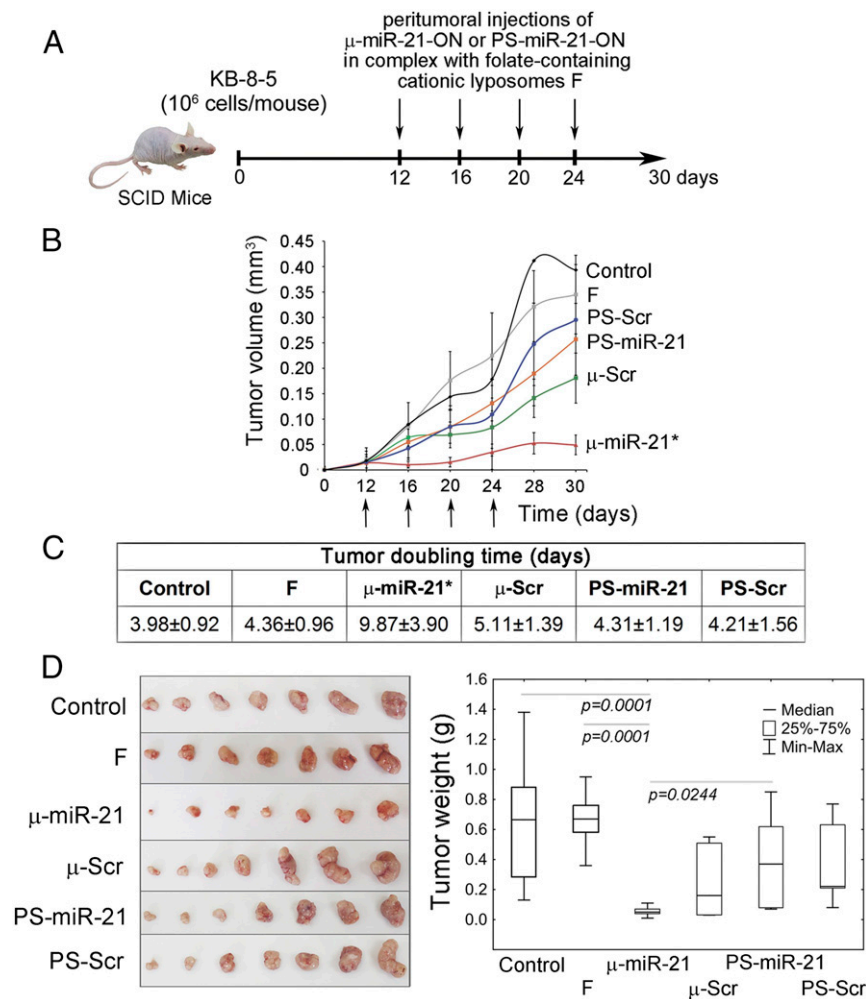 A
peritumoral injections of
μ-miR-21-ON or PS-miR-21-ON
in complex with folate-containing
cationic lyposomes F
KB-8-5
(10⁶ cells/mouse)
SCID Mice
0 12 16 20 24 30 days
B
Tumor volume (mm³)
0.45
0.40
0.35
0.30
0.25
0.20
0.15
0.10
0.05
0
Control
F
PS-Scr
PS-miR-21
μ-Scr
μ-miR-21*
0 12 16 20 24 28 30
Time (days)
C
Tumor doubling time (days)
Control F μ-miR-21* μ-Scr PS-miR-21 PS-Scr
3.98±0.92 4.36±0.96 9.87±3.90 5.11±1.39 4.31±1.19 4.21±1.56
D
Control
F
μ-miR-21
μ-Scr
PS-miR-21
PS-Scr
Tumor weight (g)
1.6
1.4
1.2
1.0
0.8
0.6
0.4
0.2
0.0
p=0.0001
p=0.0001
p=0.0244
Median
25%-75%
Min-Max
Control μ-miR-21 PS-miR-21
F μ-Scr PS-Scr